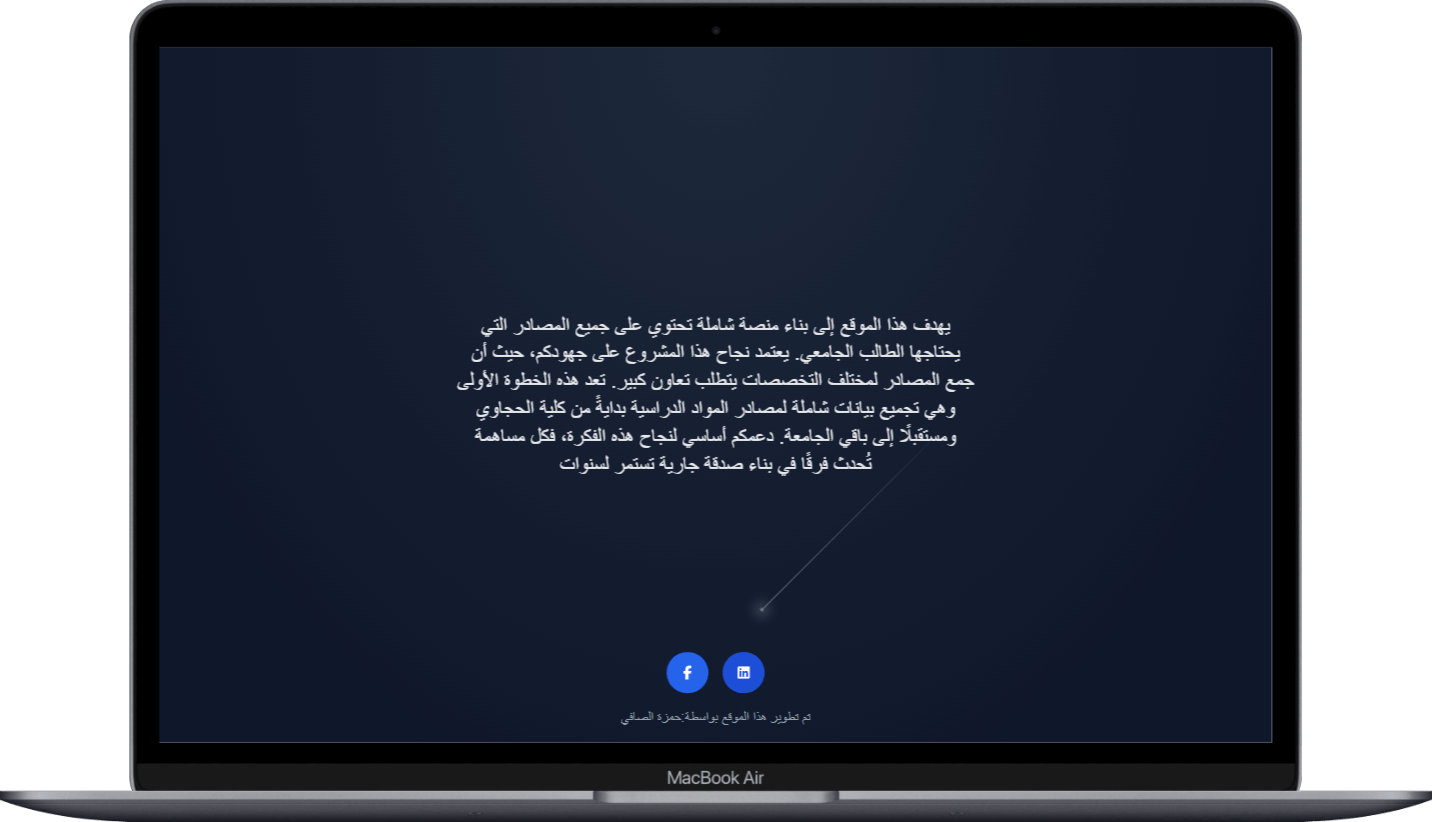 يهدف هذا الموقع إلى بناء منصة شاملة تحتوي على جميع المصادر التي
يحتاجها الطالب الجامعي. يعتمد نجاح هذا المشروع على جهودكم، حيث أن
جمع المصادر لمختلف التخصصات يتطلب تعاون كبير. تعد هذه الخطوة الأولى
وهي تجميع بيانات شاملة لمصادر المواد الدراسية بدايةً من كلية الحجاوي
ومستقبلًا إلى باقي الجامعة. دعمكم أساسي لنجاح هذه الفكرة، فكل مساهمة
تُحدث فرقًا في بناء صدقة جارية تستمر لسنوات
تم تطوير هذا الموقع بواسطة:حمزة الصافي
MacBook Air